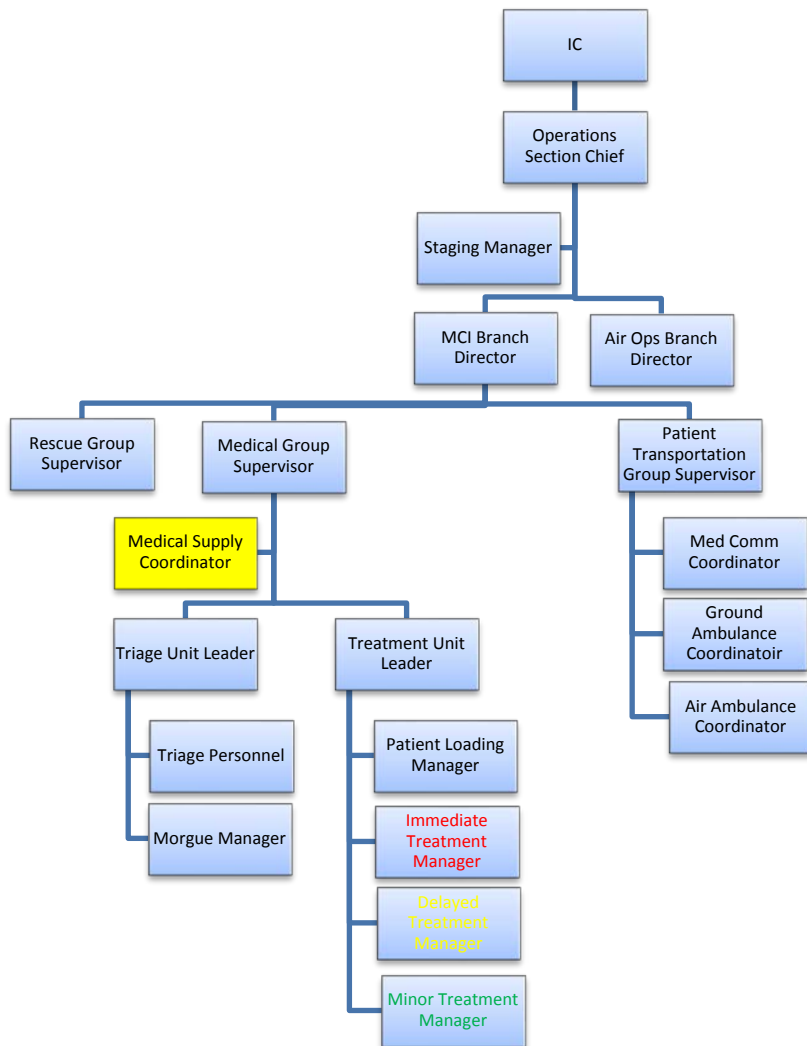 IC
Operations
Section Chief
Staging Manager
MCI Branch
Director
Air Ops Branch
Director
Rescue Group
Supervisor
Medical Group
Supervisor
Patient
Transportation
Group Supervisor
Medical Supply
Coordinator
Med Comm
Coordinator
Ground
Ambulance
Coordinatoir
Air Ambulance
Coordinator
Triage Unit Leader
Treatment Unit
Leader
Triage Personnel
Morgue Manager
Patient Loading
Manager
Immediate
Treatment
Manager
Delayed
Treatment
Manager
Minor Treatment
Manager